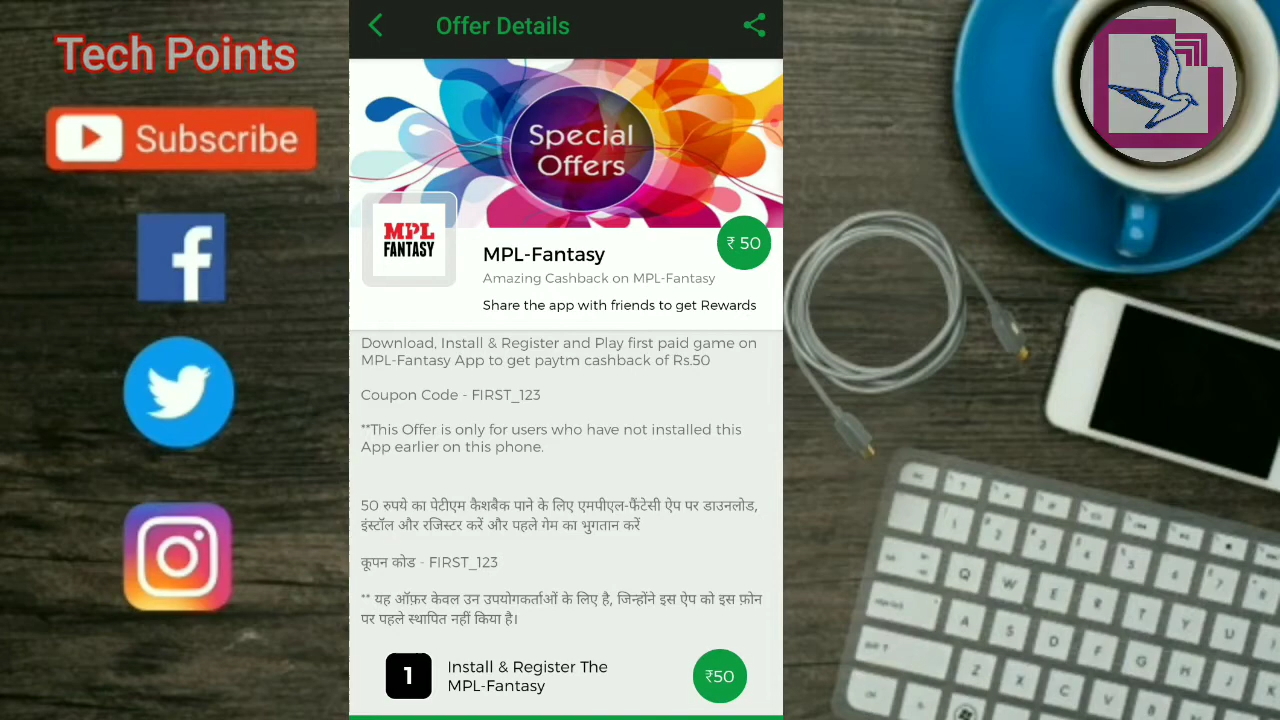 Tech Points
Subscribe
Offer Details
Special
Offers
MPL
FANTASY
MPL-Fantasy
₹ 50
Amazing Cashback on MPL-Fantasy
Share the app with friends to get Rewards
Download, Install & Register and Play first paid game on
MPL-Fantasy App to get paytm cashback of Rs.50
Coupon Code - FIRST_123
**This Offer is only for users who have not installed this
App earlier on this phone.
50 रुपये का पेटीएम कैशबैक पाने के लिए एमपीएल-फैंटेसी ऐप पर डाउनलोड,
इंस्टॉल और रजिस्टर करें और पहले गेम का भुगतान करें
कूपन कोड - FIRST_123
** यह ऑफ़र केवल उन उपयोगकर्ताओं के लिए है, जिन्होंने इस ऐप को इस फ़ोन
पर पहले स्थापित नहीं किया है।
1
Install & Register The
MPL-Fantasy
₹50
Q W E R T Y U
A S D F G H J K
Z X C V B N